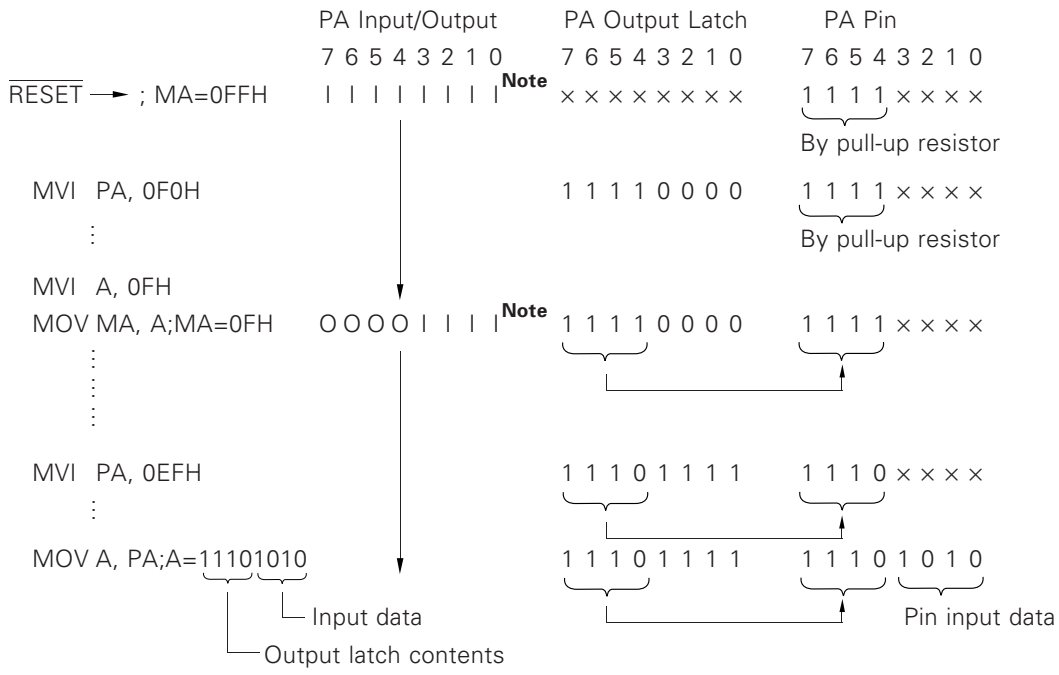 PA Input/Output PA Output Latch PA Pin
7 6 5 4 3 2 1 0 7 6 5 4 3 2 1 0 7 6 5 4 3 2 1 0
RESET ; MA=0FFH I I I I I I I I Note × × × × × × × × 1 1 1 1 × × × ×
By pull-up resistor
MVI PA, 0F0H 1 1 1 1 0 0 0 0 1 1 1 1 × × × ×
By pull-up resistor
MVI A, 0FH
MOV MA, A;MA=0FH O O O O I I I I Note 1 1 1 1 0 0 0 0 1 1 1 1 × × × ×
MVI PA, 0EFH 1 1 1 0 1 1 1 1 1 1 1 0 × × × ×
MOV A, PA;A=11101010 1 1 1 0 1 1 1 1 1 1 1 0 1 0 1 0
Input data Pin input data
Output latch contents